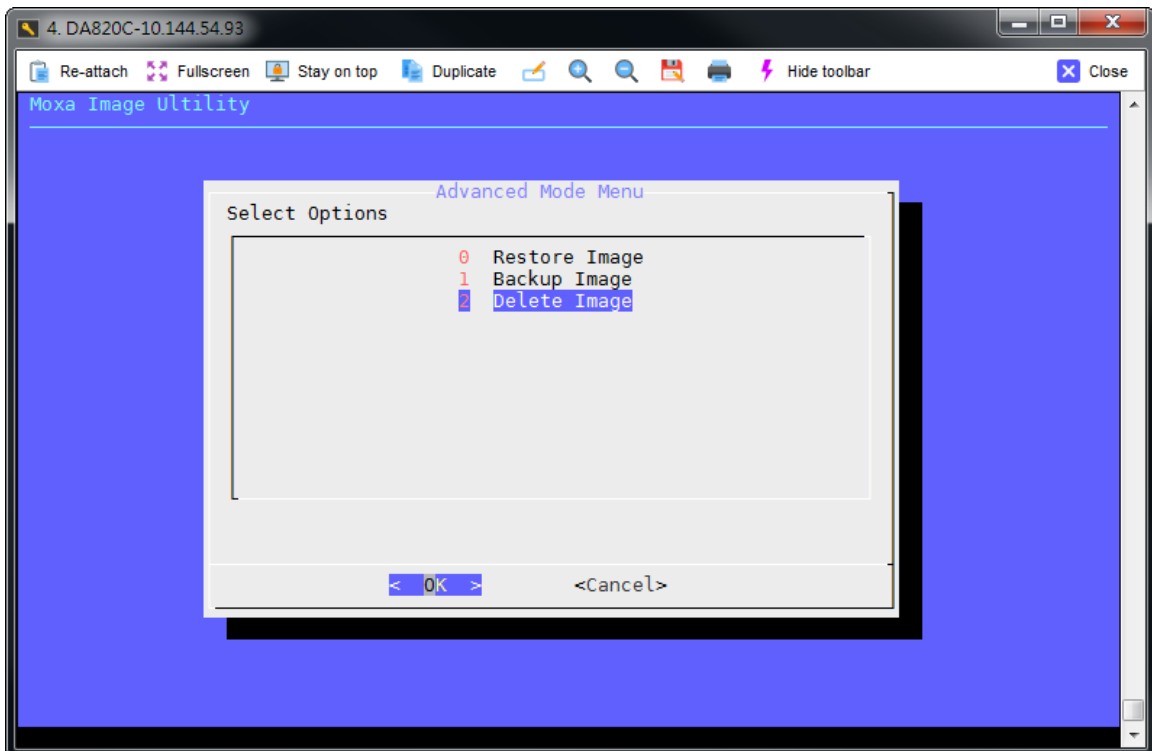 4. DA820C-10.144.54.93
Re-attach Fullscreen Stay on top Duplicate Hide toolbar Close
Moxa Image Ultility
Advanced Mode Menu
Select Options
0 Restore Image
1 Backup Image
2 Delete Image
< OK > <Cancel>